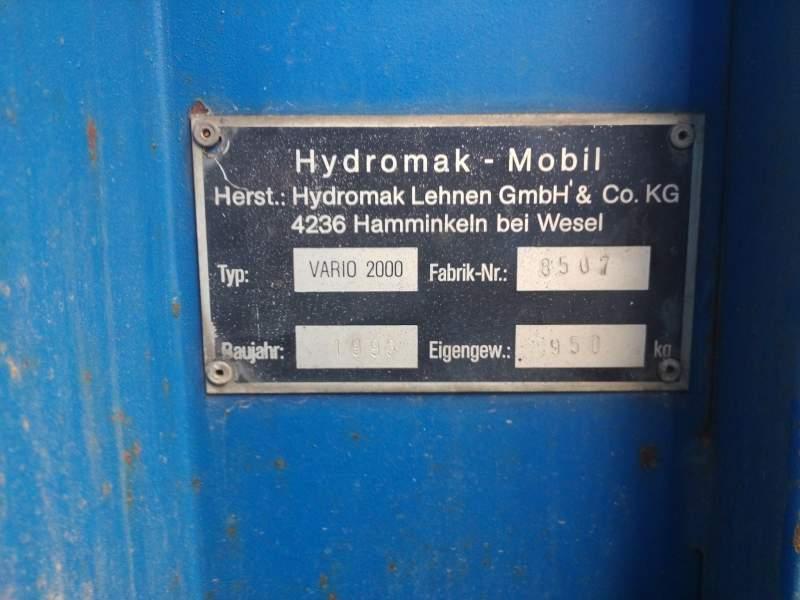 Hydromak - Mobil
Herst.: Hydromak Lehnen GmbH & Co. KG
4236 Hamminkeln bei Wesel
Typ: VARIO 2000 Fabrik-Nr.: 8507
Baujahr: Eigengew.: 950 kg